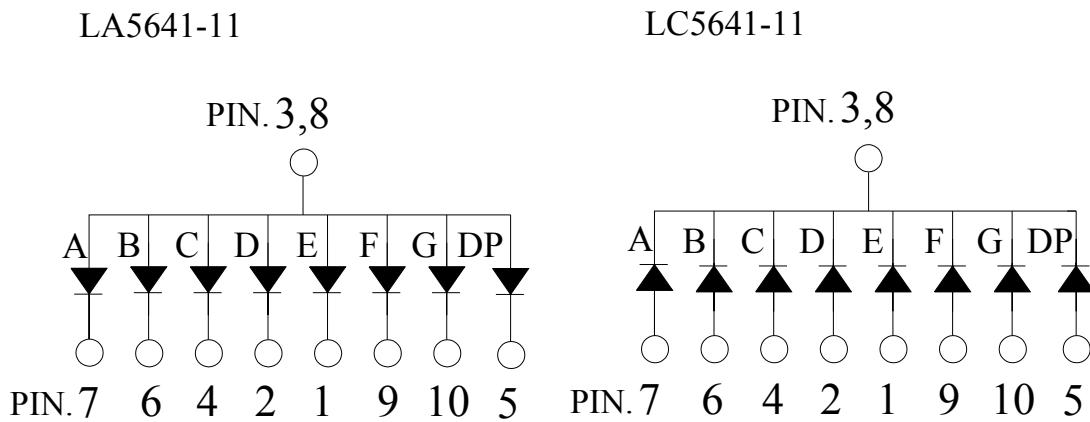 LA5641-11
PIN. 3,8
A B C D E F G DP
PIN. 7 6 4 2 1 9 10 5
LC5641-11
PIN. 3,8
A B C D E F G DP
PIN. 7 6 4 2 1 9 10 5